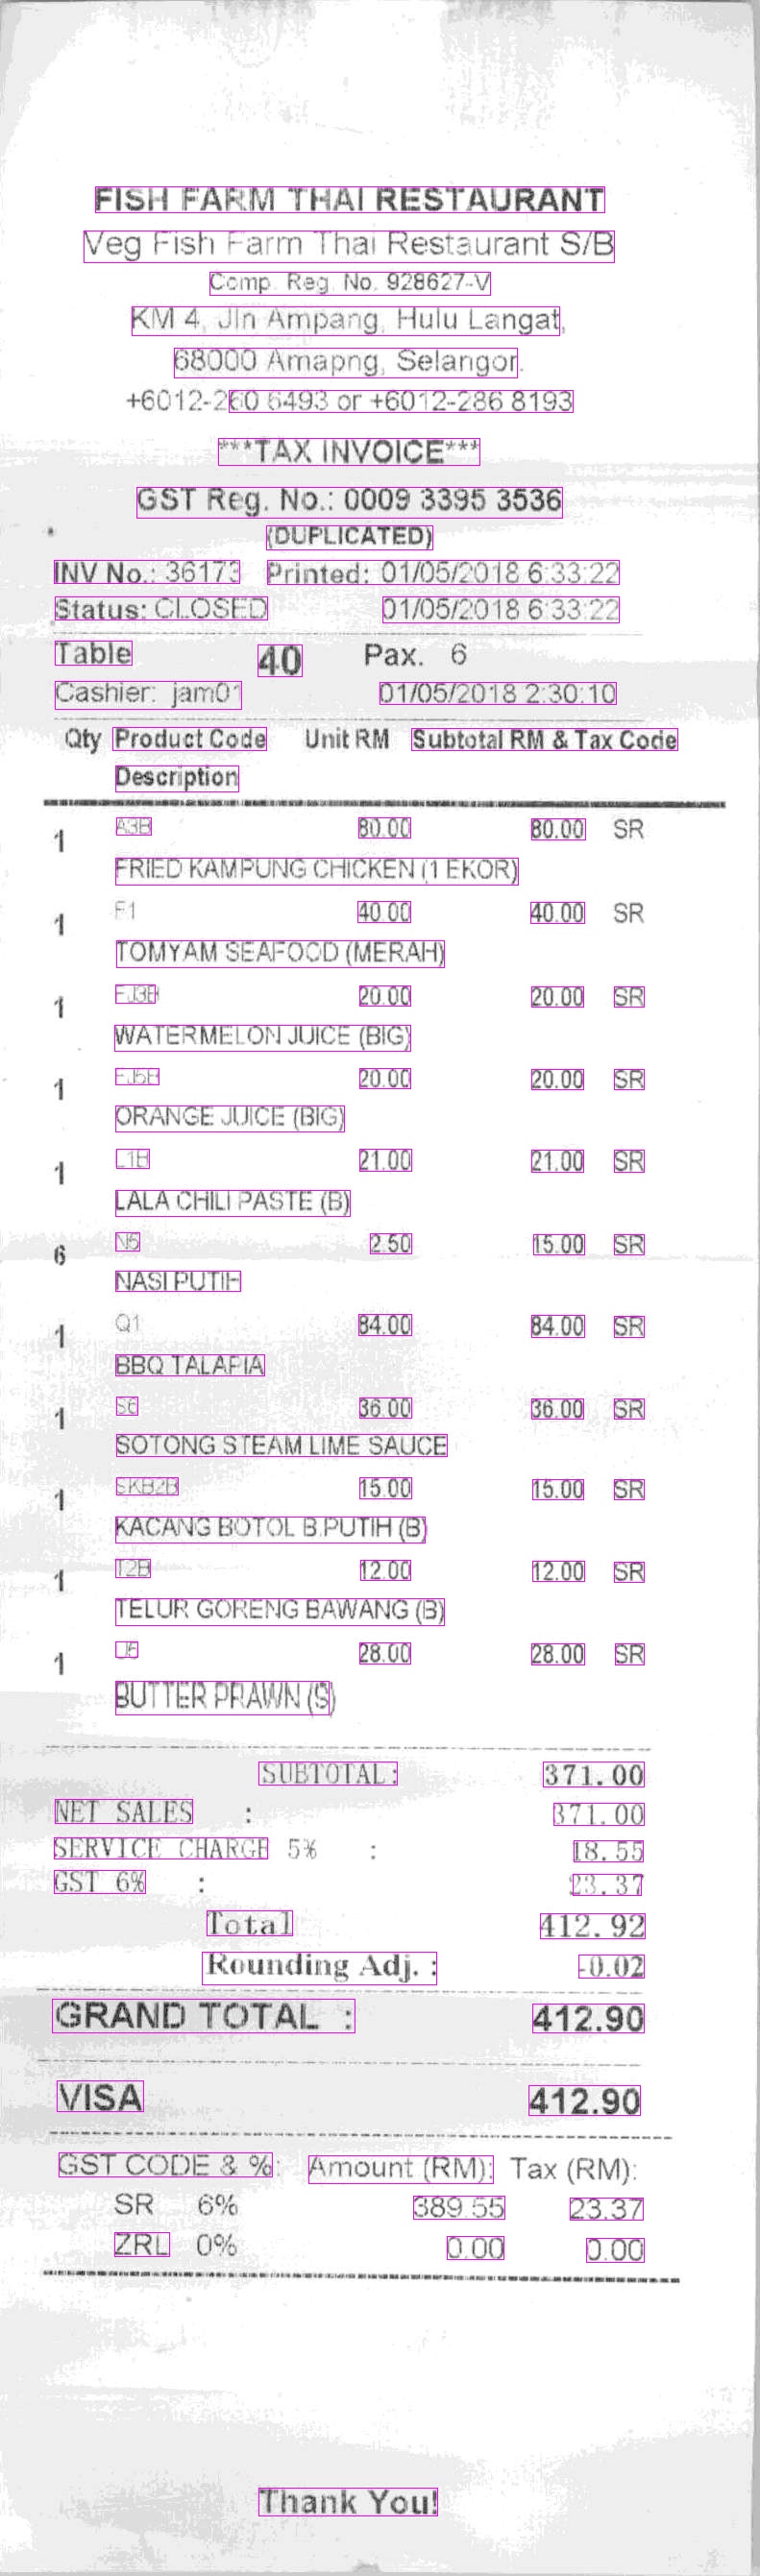 FISH FARM THAI RESTAURANT
Veg Fish Farm Thai Restaurant S/B
Comp. Reg. No. 928627-V
KM 4, Jln Ampang, Hulu Langat,
68000 Amapng, Selangor.
+6012-260 6493 or +6012-286 8193
***TAX INVOICE***
GST Reg. No.: 0009 3395 3536
(DUPLICATED)
INV No.: 36173 Printed: 01/05/2018 6:33:22
Status: CLOSED 01/05/2018 6:33:22
Table 40 Pax. 6
Cashier: jam01 01/05/2018 2:30:10
Qty Product Code Unit RM Subtotal RM & Tax Code
Description
1 A3B 80.00 80.00 SR
FRIED KAMPUNG CHICKEN (1 EKOR)
1 F1 40.00 40.00 SR
TOMYAM SEAFOOD (MERAH)
1 FJ3B 20.00 20.00 SR
WATERMELON JUICE (BIG)
1 FJ5B 20.00 20.00 SR
ORANGE JUICE (BIG)
1 L1B 21.00 21.00 SR
LALA CHILI PASTE (B)
6 N5 2.50 15.00 SR
NASI PUTIH
1 Q1 84.00 84.00 SR
BBQ TALAPIA
1 S6 36.00 36.00 SR
SOTONG STEAM LIME SAUCE
1 SKB2B 15.00 15.00 SR
KACANG BOTOL B.PUTIH (B)
1 T2B 12.00 12.00 SR
TELUR GORENG BAWANG (B)
1 28.00 28.00 SR
BUTTER PRAWN (S)
SUBTOTAL: 371.00
NET SALES : 371.00
SERVICE CHARGE 5% : 18.55
GST 6% : 23.37
Total 412.92
Rounding Adj. : -0.02
GRAND TOTAL : 412.90
VISA 412.90
GST CODE & %: Amount (RM): Tax (RM):
SR 6% 389.55 23.37
ZRL 0% 0.00 0.00
Thank You!